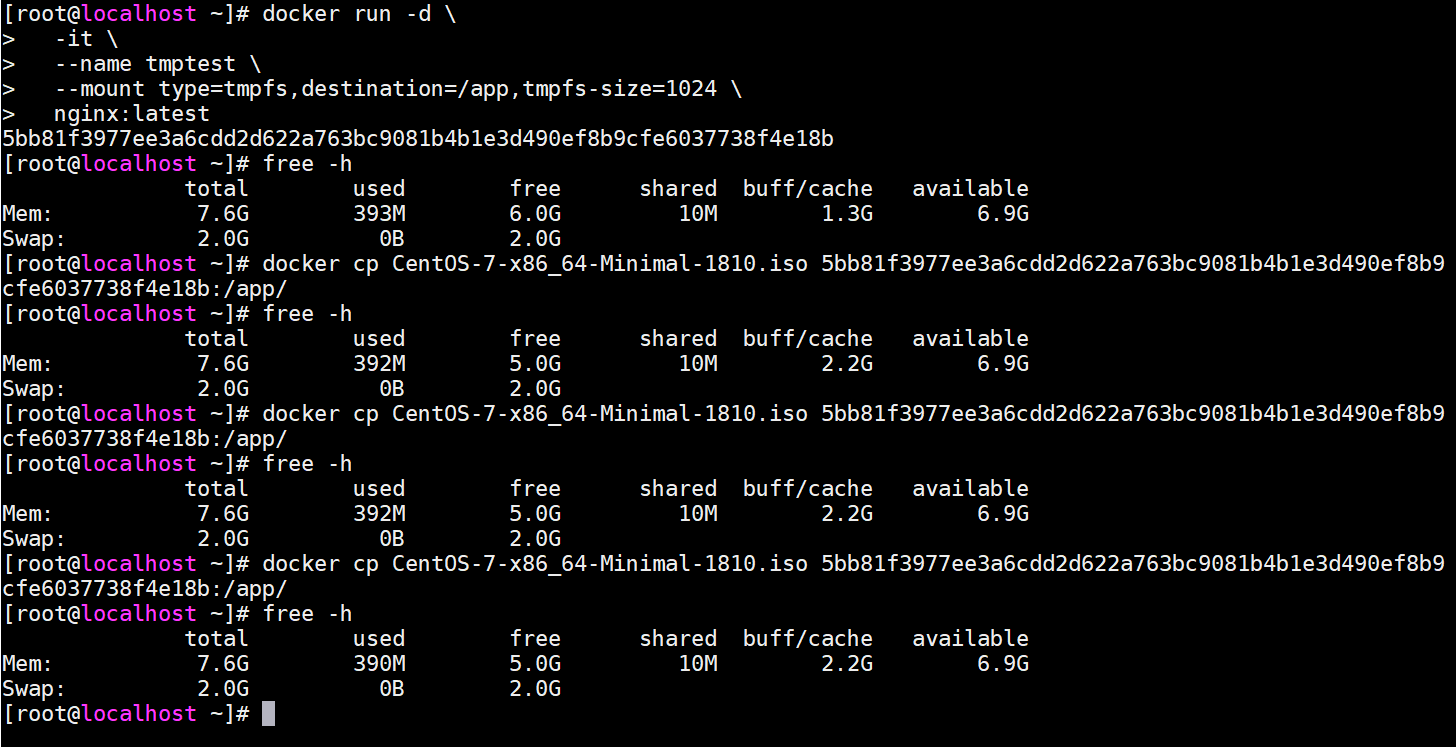 [root@localhost ~]# docker run -d \
>   -it \
>   --name tmptest \
>   --mount type=tmpfs,destination=/app,tmpfs-size=1024 \
>   nginx:latest
5bb81f3977ee3a6cdd2d622a763bc9081b4b1e3d490ef8b9cfe6037738f4e18b
[root@localhost ~]# free -h
              total        used        free      shared  buff/cache   available
Mem:           7.6G        393M        6.0G         10M        1.3G        6.9G
Swap:          2.0G          0B        2.0G
[root@localhost ~]# docker cp CentOS-7-x86_64-Minimal-1810.iso 5bb81f3977ee3a6cdd2d622a763bc9081b4b1e3d490ef8b9
cfe6037738f4e18b:/app/
[root@localhost ~]# free -h
              total        used        free      shared  buff/cache   available
Mem:           7.6G        392M        5.0G         10M        2.2G        6.9G
Swap:          2.0G          0B        2.0G
[root@localhost ~]# docker cp CentOS-7-x86_64-Minimal-1810.iso 5bb81f3977ee3a6cdd2d622a763bc9081b4b1e3d490ef8b9
cfe6037738f4e18b:/app/
[root@localhost ~]# free -h
              total        used        free      shared  buff/cache   available
Mem:           7.6G        392M        5.0G         10M        2.2G        6.9G
Swap:          2.0G          0B        2.0G
[root@localhost ~]# docker cp CentOS-7-x86_64-Minimal-1810.iso 5bb81f3977ee3a6cdd2d622a763bc9081b4b1e3d490ef8b9
cfe6037738f4e18b:/app/
[root@localhost ~]# free -h
              total        used        free      shared  buff/cache   available
Mem:           7.6G        390M        5.0G         10M        2.2G        6.9G
Swap:          2.0G          0B        2.0G
[root@localhost ~]#